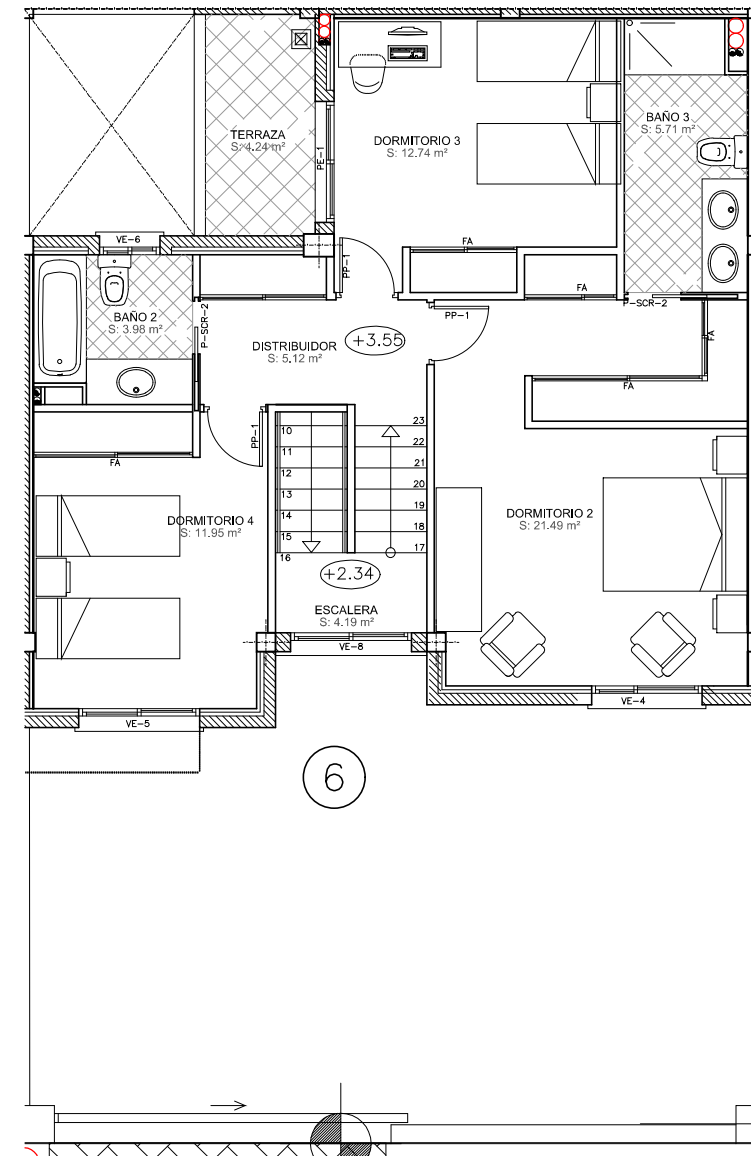 TERRAZA
S: 4.24 m²
PE-1
DORMITORIO 3
S: 12.74 m²
BAÑO 3
S: 5.71 m²
VE-6
PP-1
FA
FA
BAÑO 2
S: 3.98 m²
P-SCR-2
DISTRIBUIDOR
S: 5.12 m²
+3.55
PP-1
P-SCR-2
FA
FA
PP-1
FA
10
11
12
13
14
15
16
23
22
21
20
19
18
17
DORMITORIO 4
S: 11.95 m²
DORMITORIO 2
S: 21.49 m²
+2.34
ESCALERA
S: 4.19 m²
VE-8
VE-5
VE-4
6